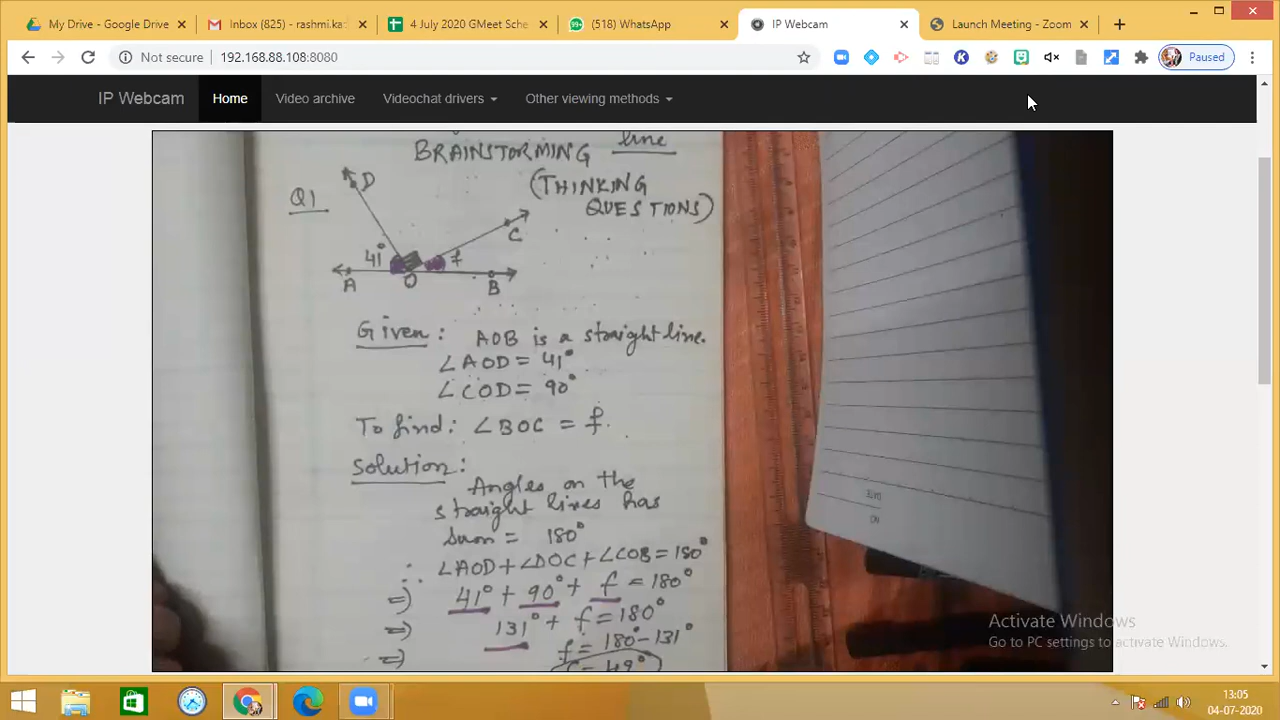 My Drive - Google Drive
Inbox (825) - rashmi.ka
4 July 2020 GMeet Sche
(518) WhatsApp
IP Webcam
Launch Meeting - Zoom
Not secure
192.168.88.108:8080
Paused
IP Webcam
Home
Video archive
Videochat drivers
Other viewing methods
line
BRAINSTORMING
(THINKING
QUESTIONS)
Q1
D
C
41°
f
A
O
B
Given: AOB is a straight line.
∠AOD = 41°
∠COD = 90°
To find: ∠BOC = f.
Solution:
Angles on the
straight lines has
Sum = 180°
∴ ∠AOD + ∠DOC + ∠COB = 180°
=) 41° + 90° + f = 180°
=) 131° + f = 180°
=) f = 180° - 131°
f = 49°
DATE
NO
Activate Windows
Go to PC settings to activate Windows.
13:05
04-07-2020